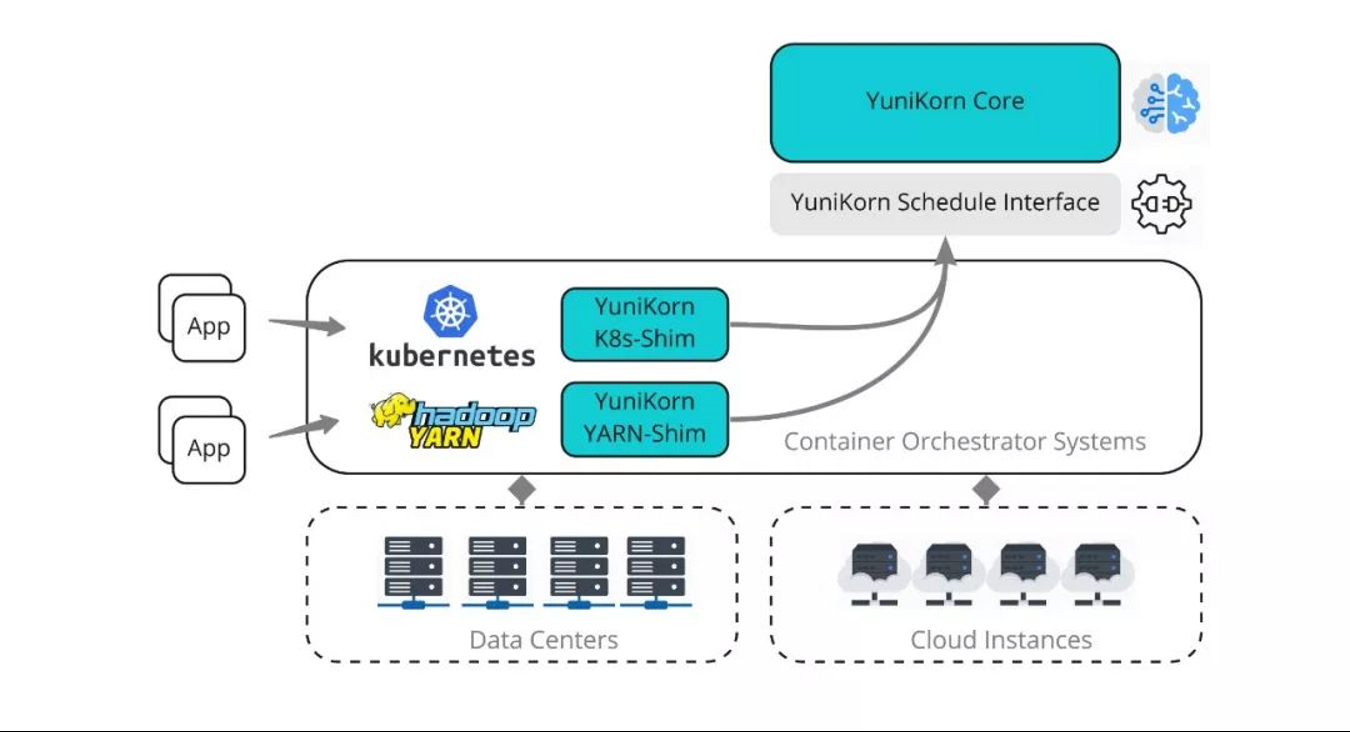 YuniKorn Core
YuniKorn Schedule Interface
App
kubernetes
YuniKorn
K8s-Shim
App
hadoop
YARN
YuniKorn
YARN-Shim
Container Orchestrator Systems
Data Centers
Cloud Instances